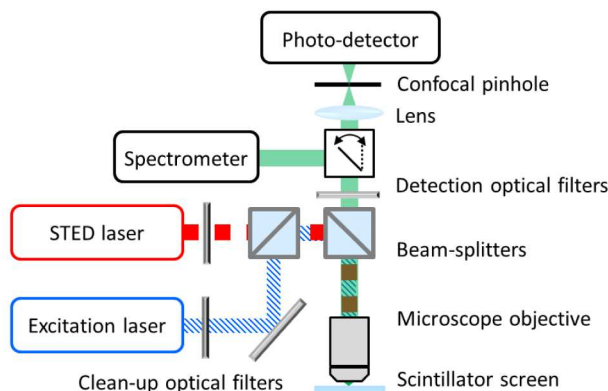 Photo-detector
Confocal pinhole
Lens
Spectrometer
Detection optical filters
STED laser
Beam-splitters
Excitation laser
Microscope objective
Clean-up optical filters
Scintillator screen